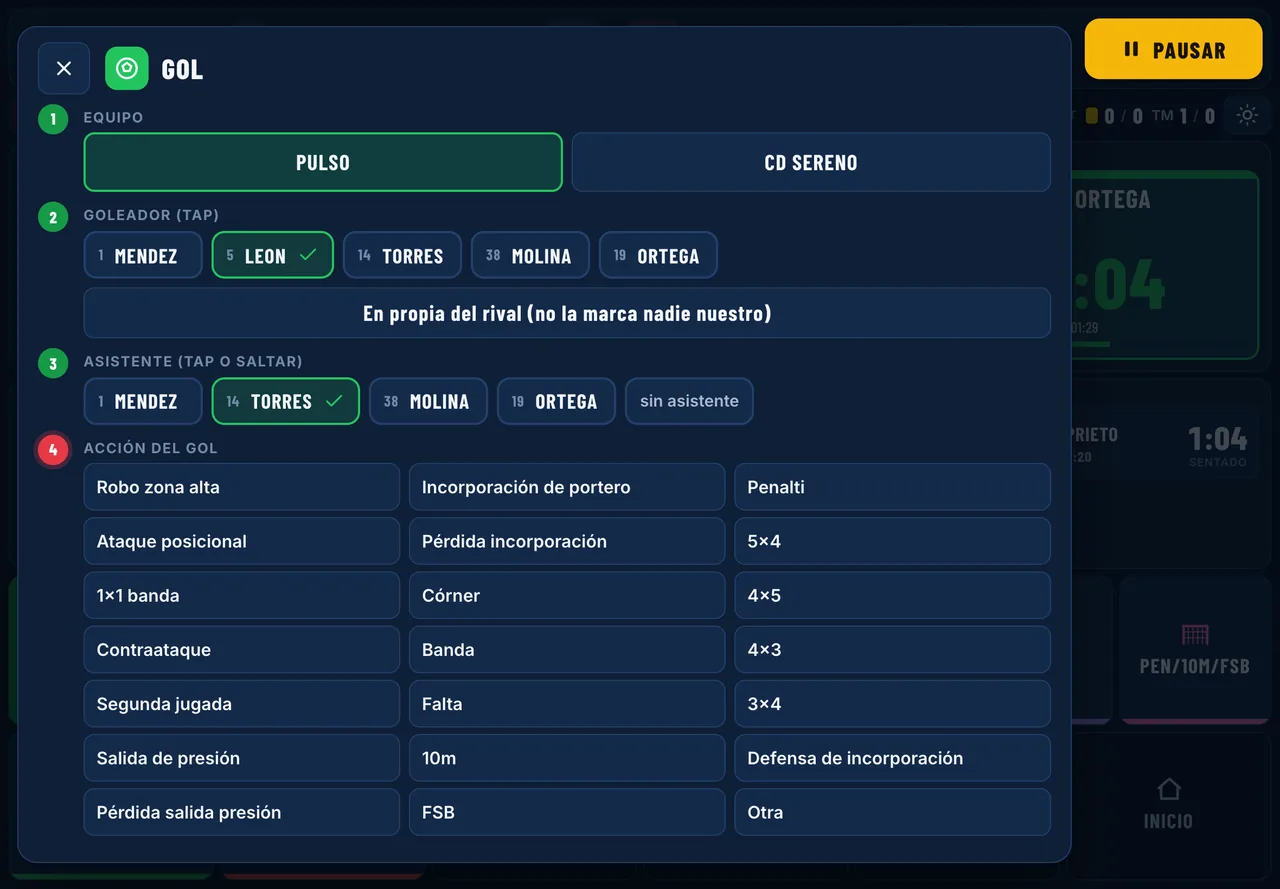 GOL
PAUSAR
1 EQUIPO
PULSO
CD SERENO
0 / 0 TM 1 / 0
2 GOLEADOR (TAP)
1 MENDEZ
5 LEON
14 TORRES
38 MOLINA
19 ORTEGA
En propia del rival (no la marca nadie nuestro)
ORTEGA
:04
01:29
3 ASISTENTE (TAP O SALTAR)
1 MENDEZ
14 TORRES
38 MOLINA
19 ORTEGA
sin asistente
4 ACCIÓN DEL GOL
Robo zona alta
Incorporación de portero
Penalti
Ataque posicional
Pérdida incorporación
5×4
1×1 banda
Córner
4×5
Contraataque
Banda
4×3
Segunda jugada
Falta
3×4
Salida de presión
10m
Defensa de incorporación
Pérdida salida presión
FSB
Otra
PRIETO
:20
1:04
SENTADO
PEN/10M/FSB
INICIO